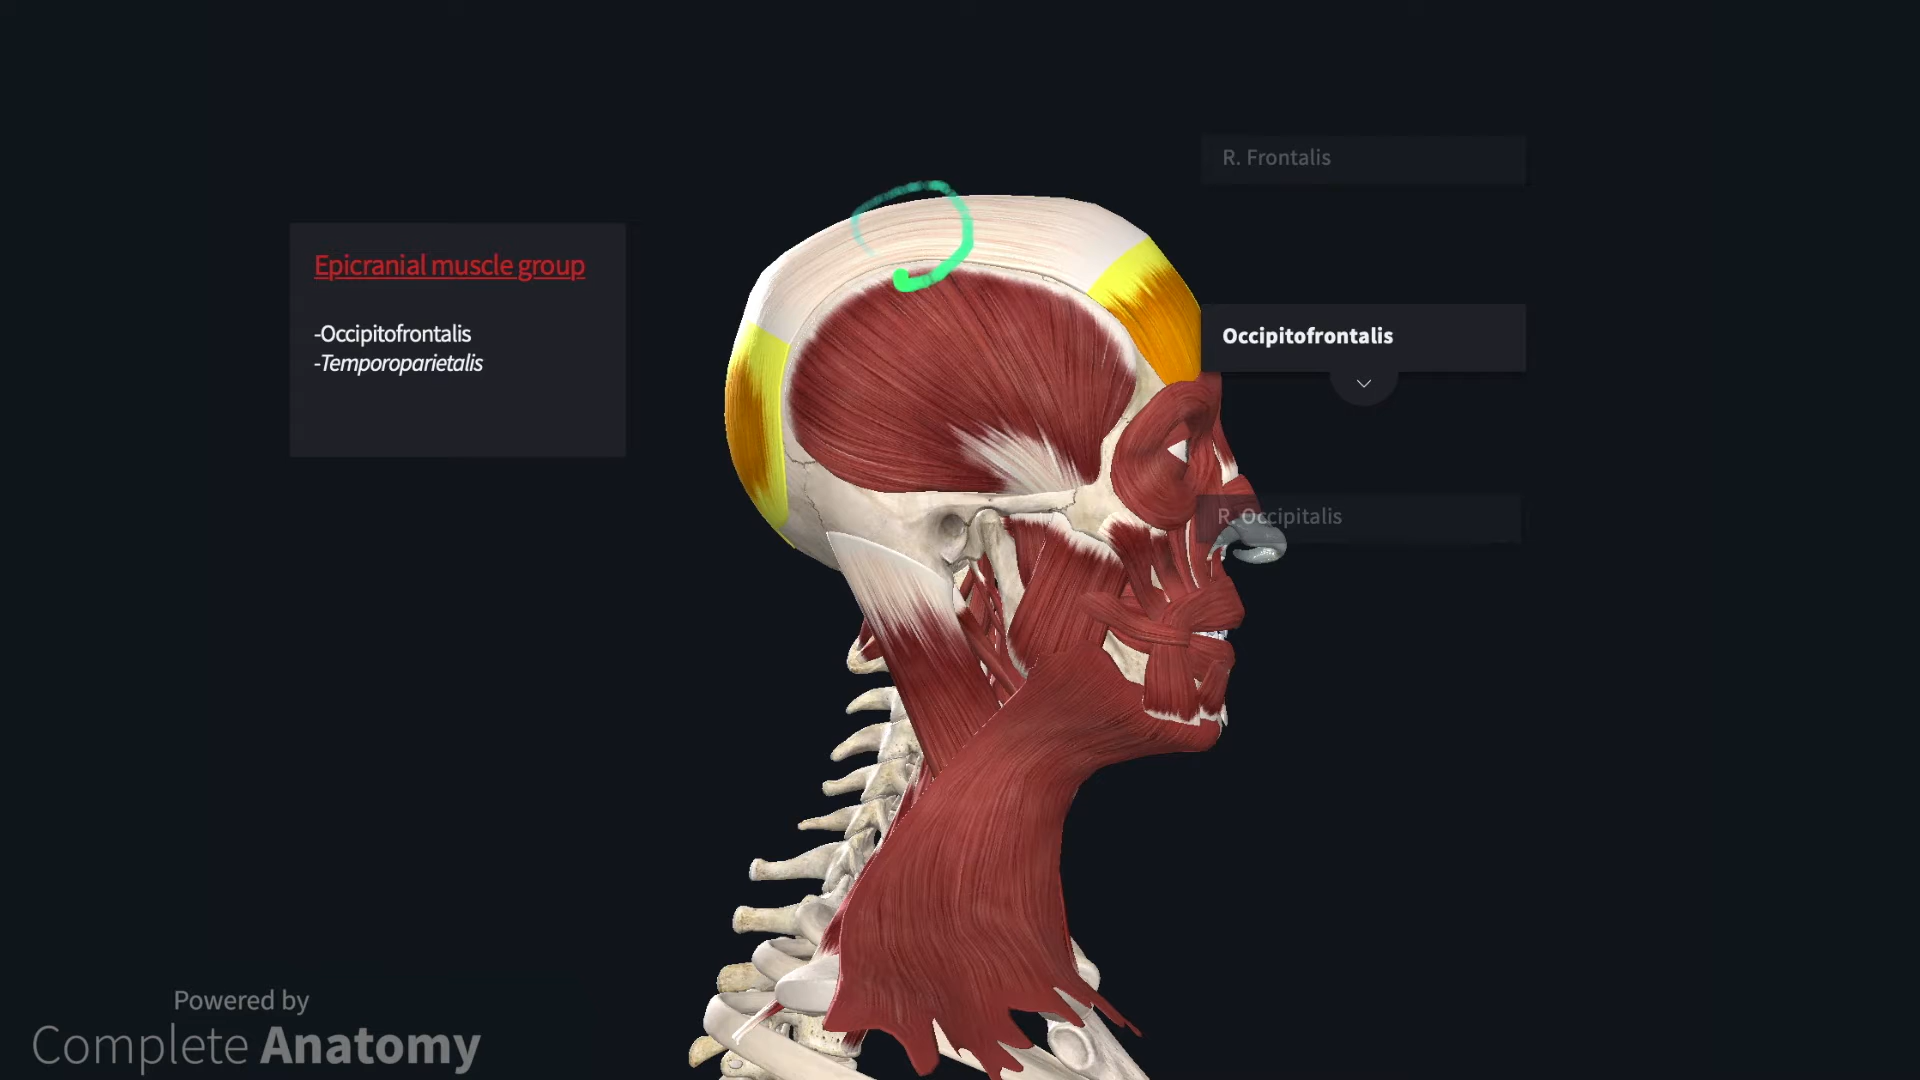 R. Frontalis
Epicranial muscle group
-Occipitofrontalis
-Temporoparietalis
Occipitofrontalis
R. Occipitalis
Powered by
Complete Anatomy